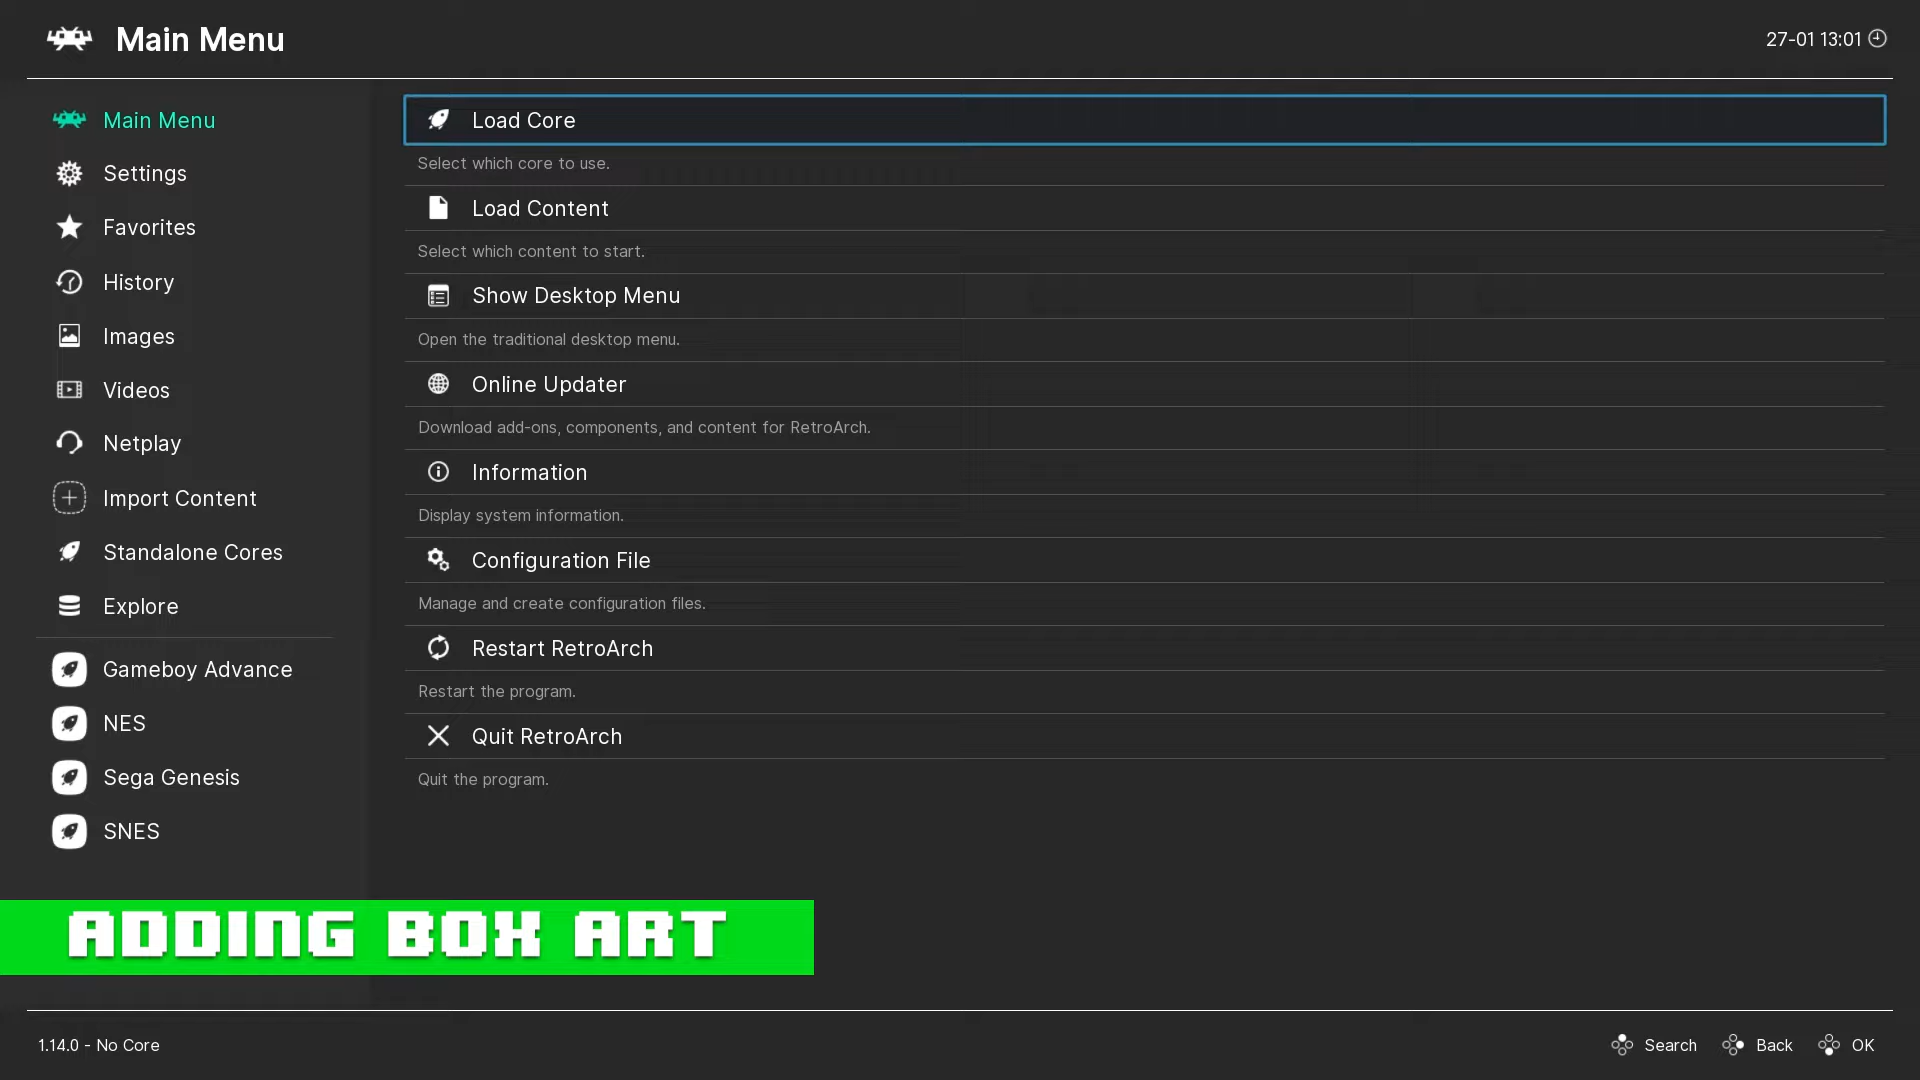 Main Menu
27-01 13:01
Main Menu
Settings
Favorites
History
Images
Videos
Netplay
Import Content
Standalone Cores
Explore
Gameboy Advance
NES
Sega Genesis
SNES
Load Core
Select which core to use.
Load Content
Select which content to start.
Show Desktop Menu
Open the traditional desktop menu.
Online Updater
Download add-ons, components, and content for RetroArch.
Information
Display system information.
Configuration File
Manage and create configuration files.
Restart RetroArch
Restart the program.
Quit RetroArch
Quit the program.
ADDING BOX ART
1.14.0 - No Core
Search Back OK